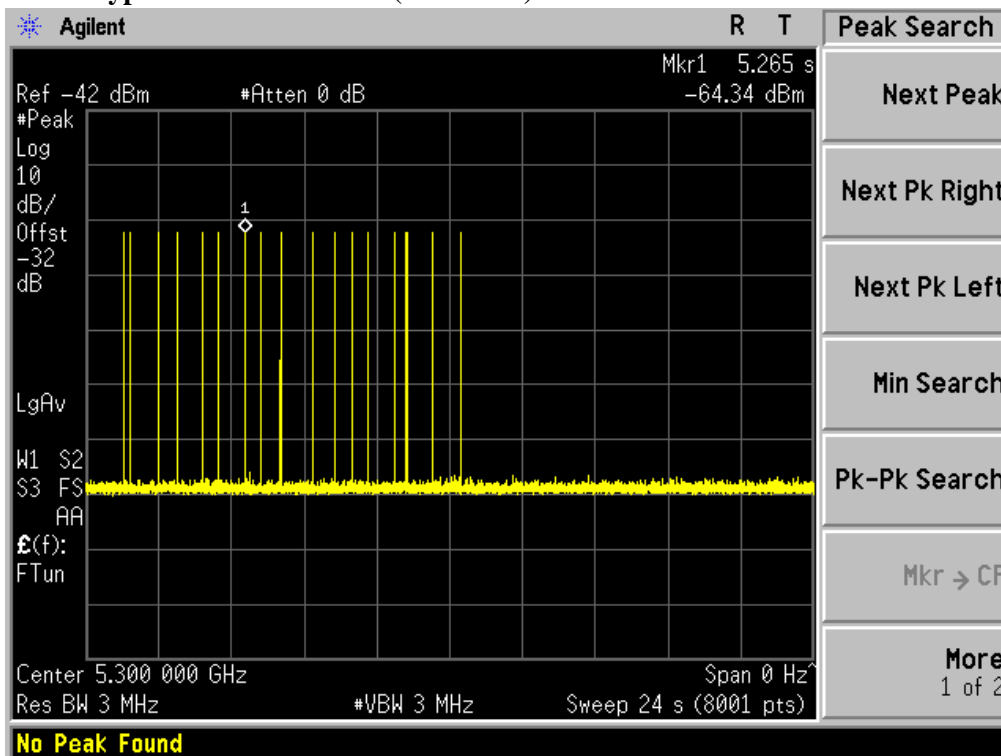 Agilent R T Peak Search
Mkr1 5.265 s
Ref -42 dBm #Atten 0 dB -64.34 dBm
#Peak
Log
10
dB/
Offst
-32
dB
1
LgAv
W1 S2
S3 FS
AA
£(f):
FTun
Center 5.300 000 GHz Span 0 Hz^
Res BW 3 MHz #VBW 3 MHz Sweep 24 s (8001 pts)
No Peak Found
Next Peak
Next Pk Right
Next Pk Left
Min Search
Pk-Pk Search
Mkr → CF
More
1 of 2